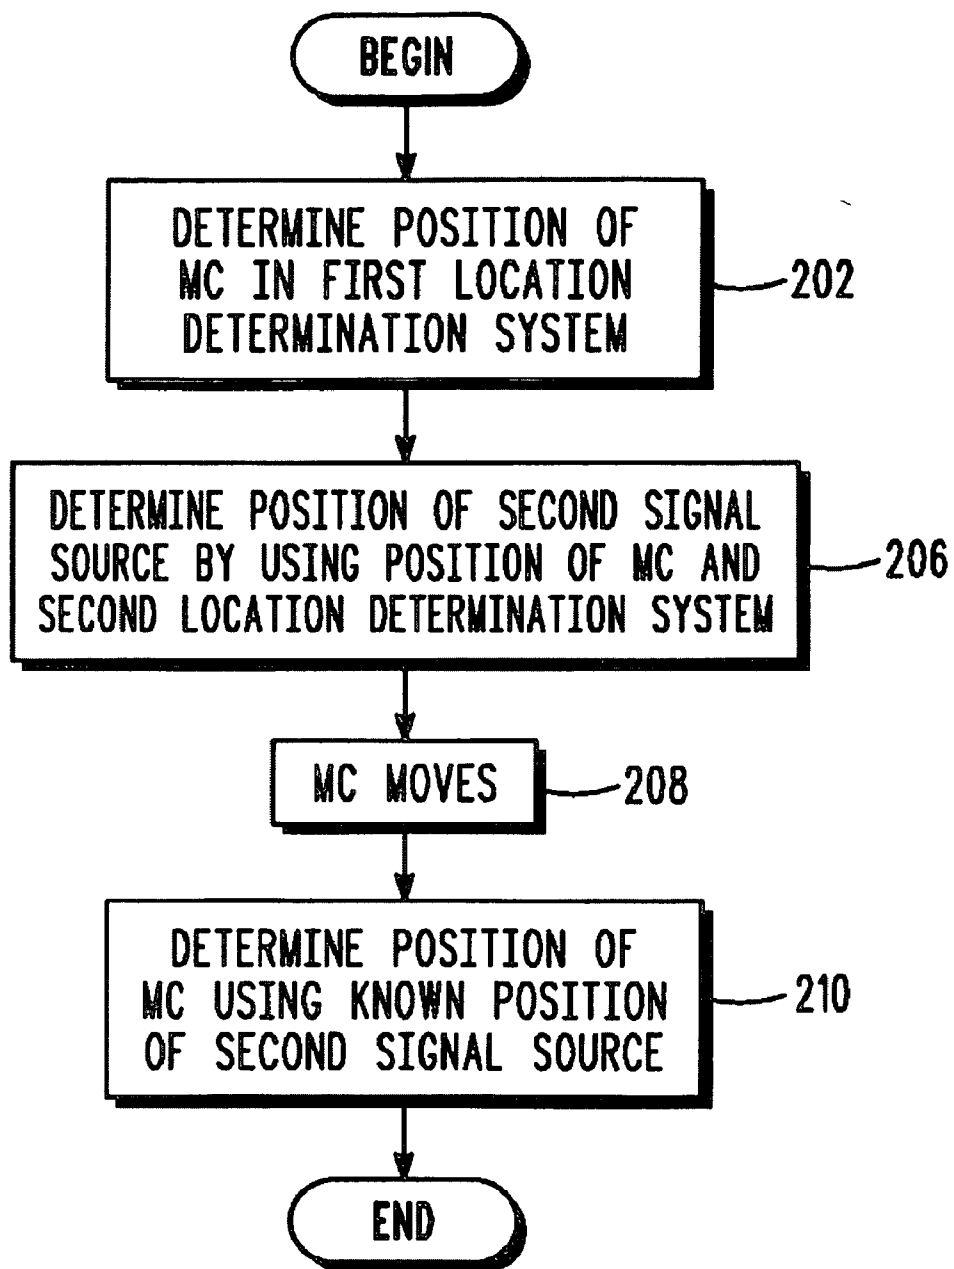 BEGIN
DETERMINE POSITION OF
MC IN FIRST LOCATION
DETERMINATION SYSTEM
202
DETERMINE POSITION OF SECOND SIGNAL
SOURCE BY USING POSITION OF MC AND
SECOND LOCATION DETERMINATION SYSTEM
206
MC MOVES
208
DETERMINE POSITION OF
MC USING KNOWN POSITION
OF SECOND SIGNAL SOURCE
210
END